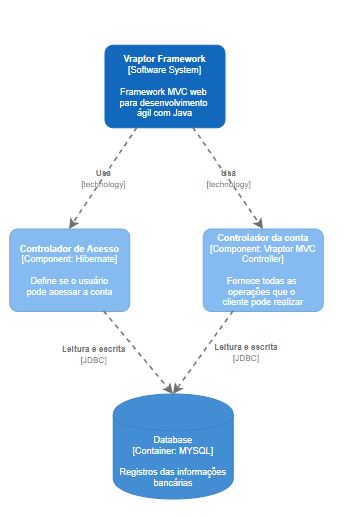 Vraptor Framework
[Software System]
Framework MVC web
para desenvolvimento
ágil com Java
Usa
[technology]
Usa
[technology]
Controlador de Acesso
[Component: Hibernate]
Define se o usuário
pode acessar a conta
Controlador da conta
[Component: Vraptor MVC
Controller]
Fornece todas as
operações que o
cliente pode realizar
Leitura e escrita
[JDBC]
Leitura e escrita
[JDBC]
Database
[Container: MYSQL]
Registros das informações
bancárias